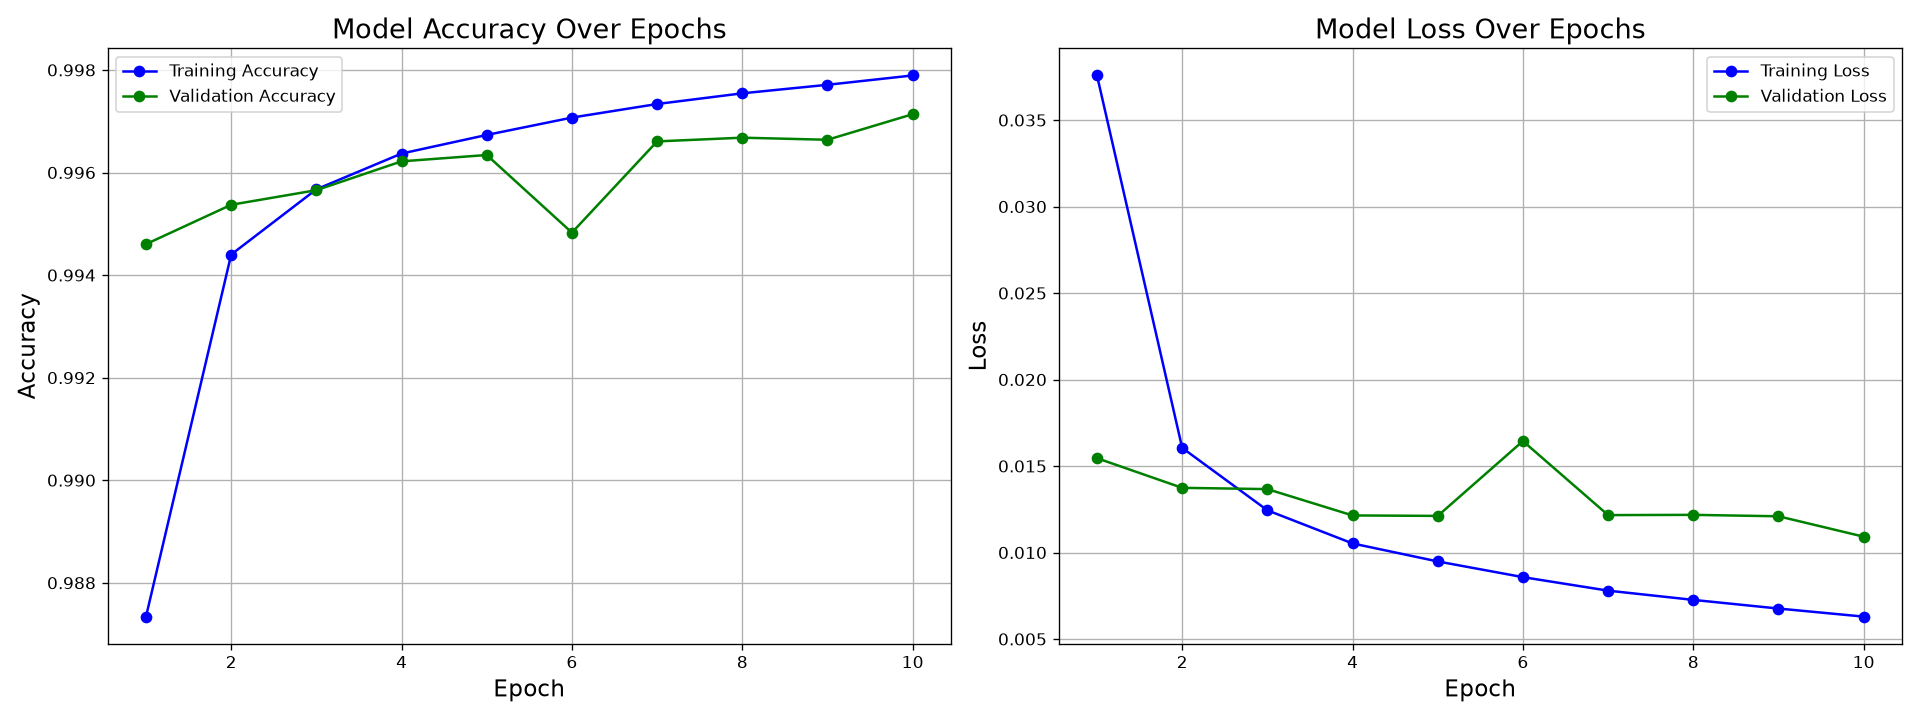 Model Accuracy Over Epochs
Training Accuracy
Validation Accuracy
0.998
0.996
0.994
0.992
0.990
0.988
Accuracy
2 4 6 8 10
Epoch
Model Loss Over Epochs
Training Loss
Validation Loss
0.035
0.030
0.025
0.020
0.015
0.010
0.005
Loss
2 4 6 8 10
Epoch